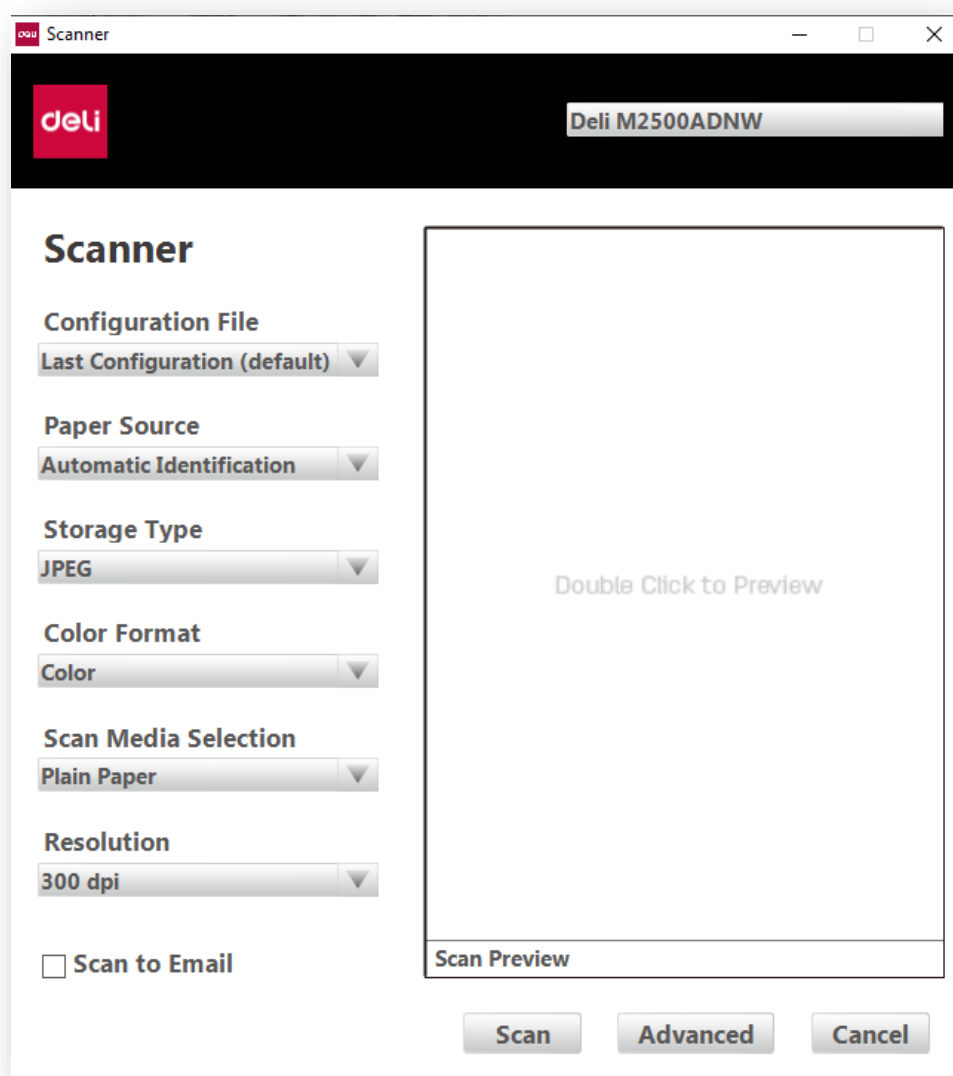 deli Scanner
deli
Deli M2500ADNW
Scanner
Configuration File
Last Configuration (default)
Paper Source
Automatic Identification
Storage Type
JPEG
Color Format
Color
Scan Media Selection
Plain Paper
Resolution
300 dpi
Scan to Email
Double Click to Preview
Scan Preview
Scan
Advanced
Cancel